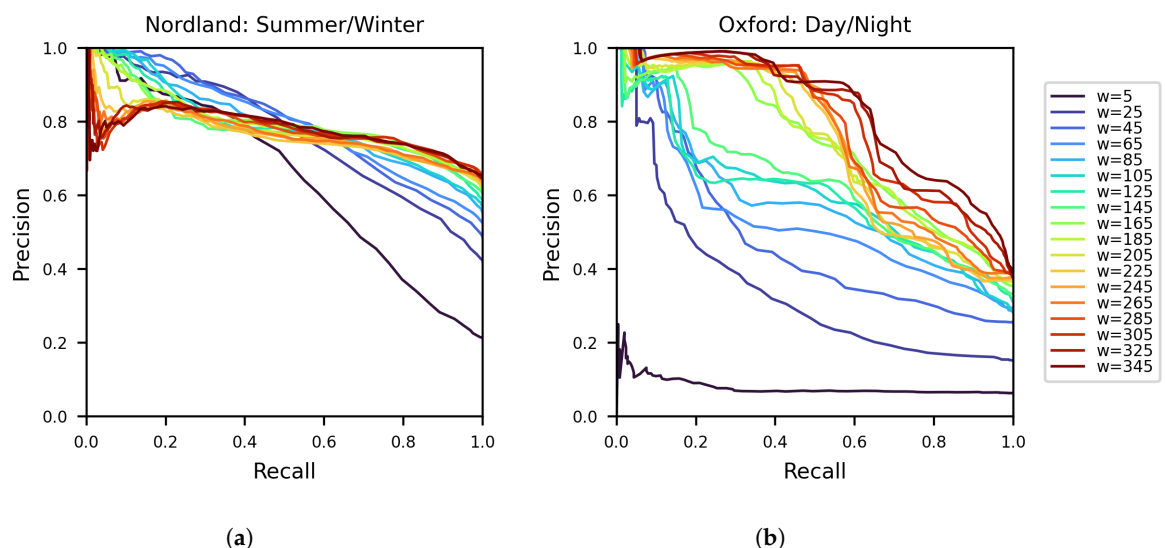 Nordland: Summer/Winter
1.0
0.8
0.6
0.4
0.2
0.0
Precision
0.0 0.2 0.4 0.6 0.8 1.0
Recall
(a)
Oxford: Day/Night
1.0
0.8
0.6
0.4
0.2
0.0
Precision
0.0 0.2 0.4 0.6 0.8 1.0
Recall
(b)
w=5
w=25
w=45
w=65
w=85
w=105
w=125
w=145
w=165
w=185
w=205
w=225
w=245
w=265
w=285
w=305
w=325
w=345